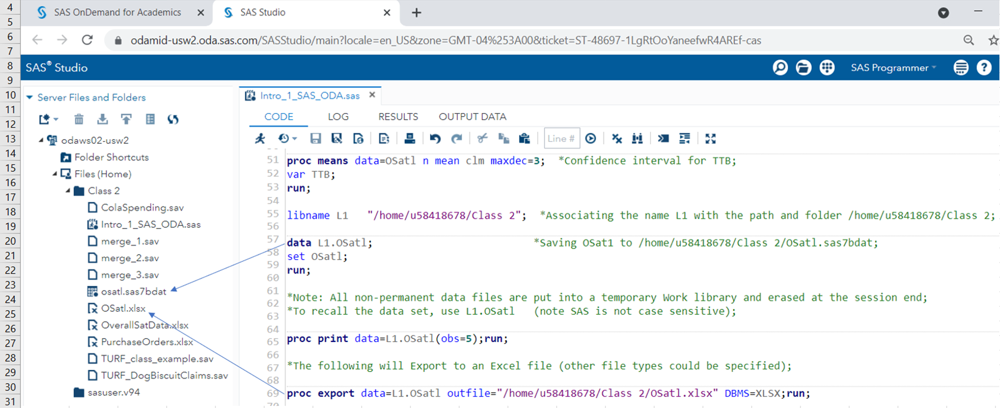 SAS OnDemand for Academics
SAS Studio
odamid-usw2.oda.sas.com/SASStudio/main?locale=en_US&zone=GMT-04%253A00&ticket=ST-48697-1LgRtOoYaneefwR4AREf-cas
SAS® Studio
SAS Programmer
4
5
6
7
8
9
10
11
12
13
14
15
16
17
18
19
20
21
22
23
24
25
26
27
28
29
30
31
Server Files and Folders
odaws02-usw2
Folder Shortcuts
Files (Home)
Class 2
ColaSpending.sav
Intro_1_SAS_ODA.sas
merge_1.sav
merge_2.sav
merge_3.sav
osatl.sas7bdat
OSatl.xlsx
OverallSatData.xlsx
PurchaseOrders.xlsx
TURF_class_example.sav
TURF_DogBiscuitClaims.sav
sasuser.v94
Intro_1_SAS_ODA.sas
CODE LOG RESULTS OUTPUT DATA
Line #
51 proc means data=OSatl n mean clm maxdec=3; *Confidence interval for TTB;
52 var TTB;
53 run;
54
55 libname L1 "/home/u58418678/Class 2"; *Associating the name L1 with the path and folder /home/u58418678/Class 2;
56
57 data L1.OSatl; *Saving OSat1 to /home/u58418678/Class 2/OSatl.sas7bdat;
58 set OSatl;
59 run;
60
61 *Note: All non-permanent data files are put into a temporary Work library and erased at the session end;
62 *To recall the data set, use L1.OSatl (note SAS is not case sensitive);
63
64
65 proc print data=L1.OSatl(obs=5);run;
66
67 *The following will Export to an Excel file (other file types could be specified);
68
69 proc export data=L1.OSatl outfile="/home/u58418678/Class 2/OSatl.xlsx" DBMS=XLSX;run;